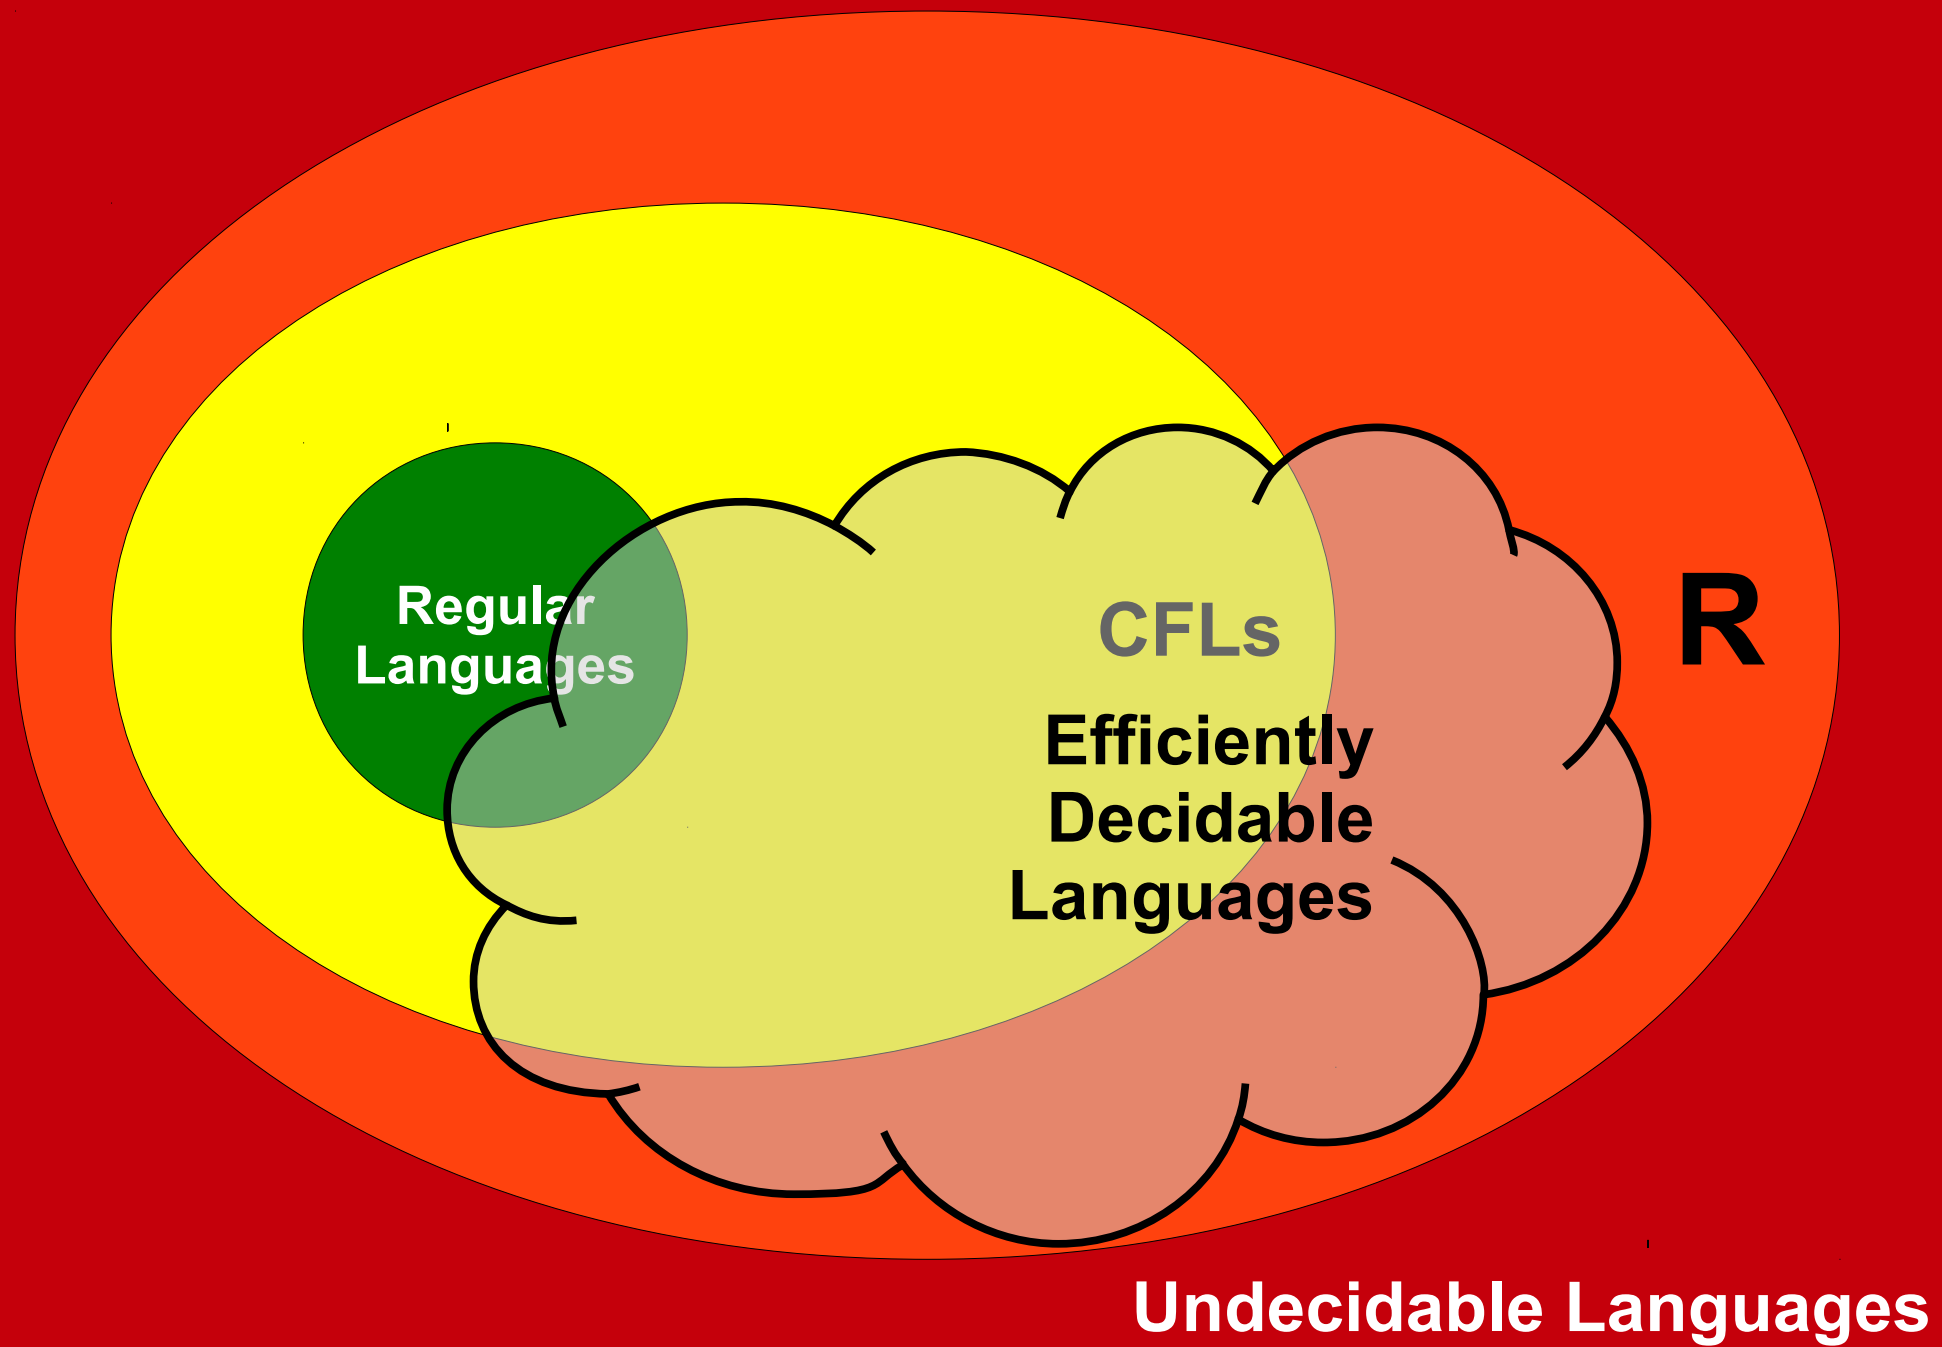 Regular
Languages
CFLs
R
Efficiently
Decidable
Languages
Undecidable Languages